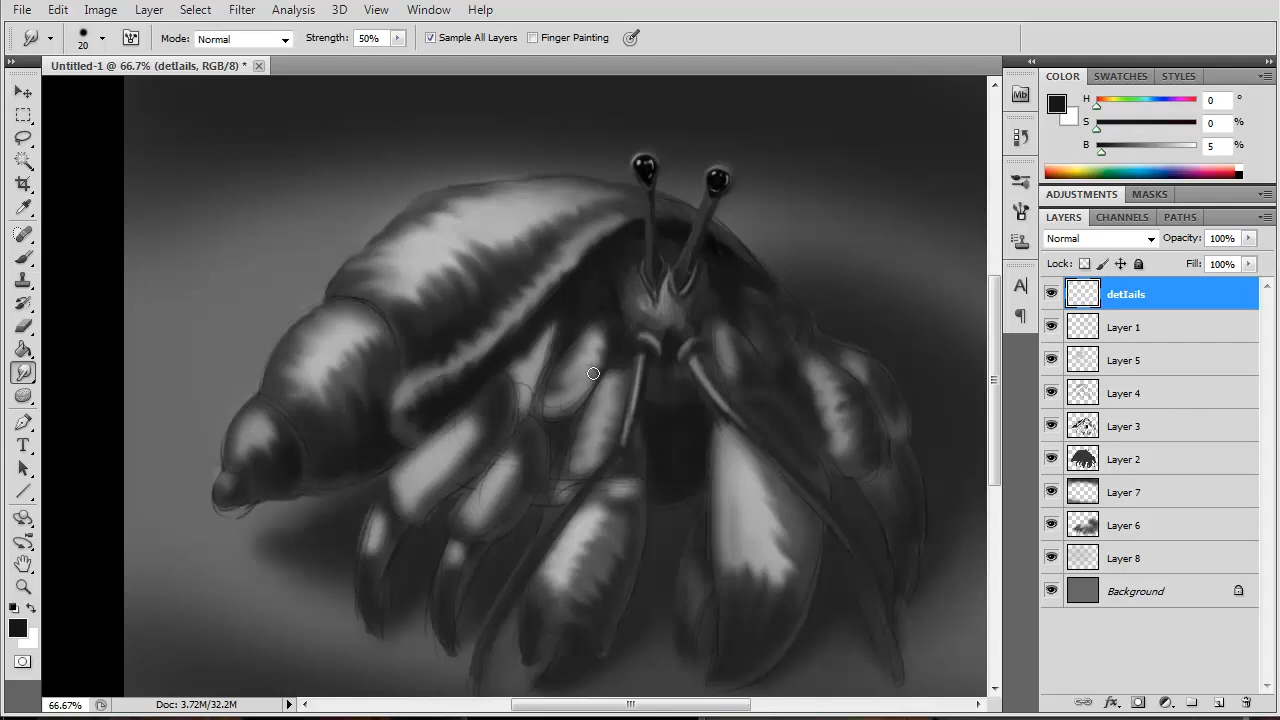 File Edit Image Layer Select Filter Analysis 3D View Window Help
20 Mode: Normal Strength: 50% Sample All Layers Finger Painting
Untitled-1 @ 66.7% (detIails, RGB/8) *
COLOR SWATCHES STYLES
Mb
H 0 °
S 0 %
B 5 %
ADJUSTMENTS MASKS
LAYERS CHANNELS PATHS
Normal Opacity: 100%
Lock: Fill: 100%
detIails
Layer 1
Layer 5
Layer 4
Layer 3
Layer 2
Layer 7
Layer 6
Layer 8
Background
66.67% Doc: 3.72M/32.2M